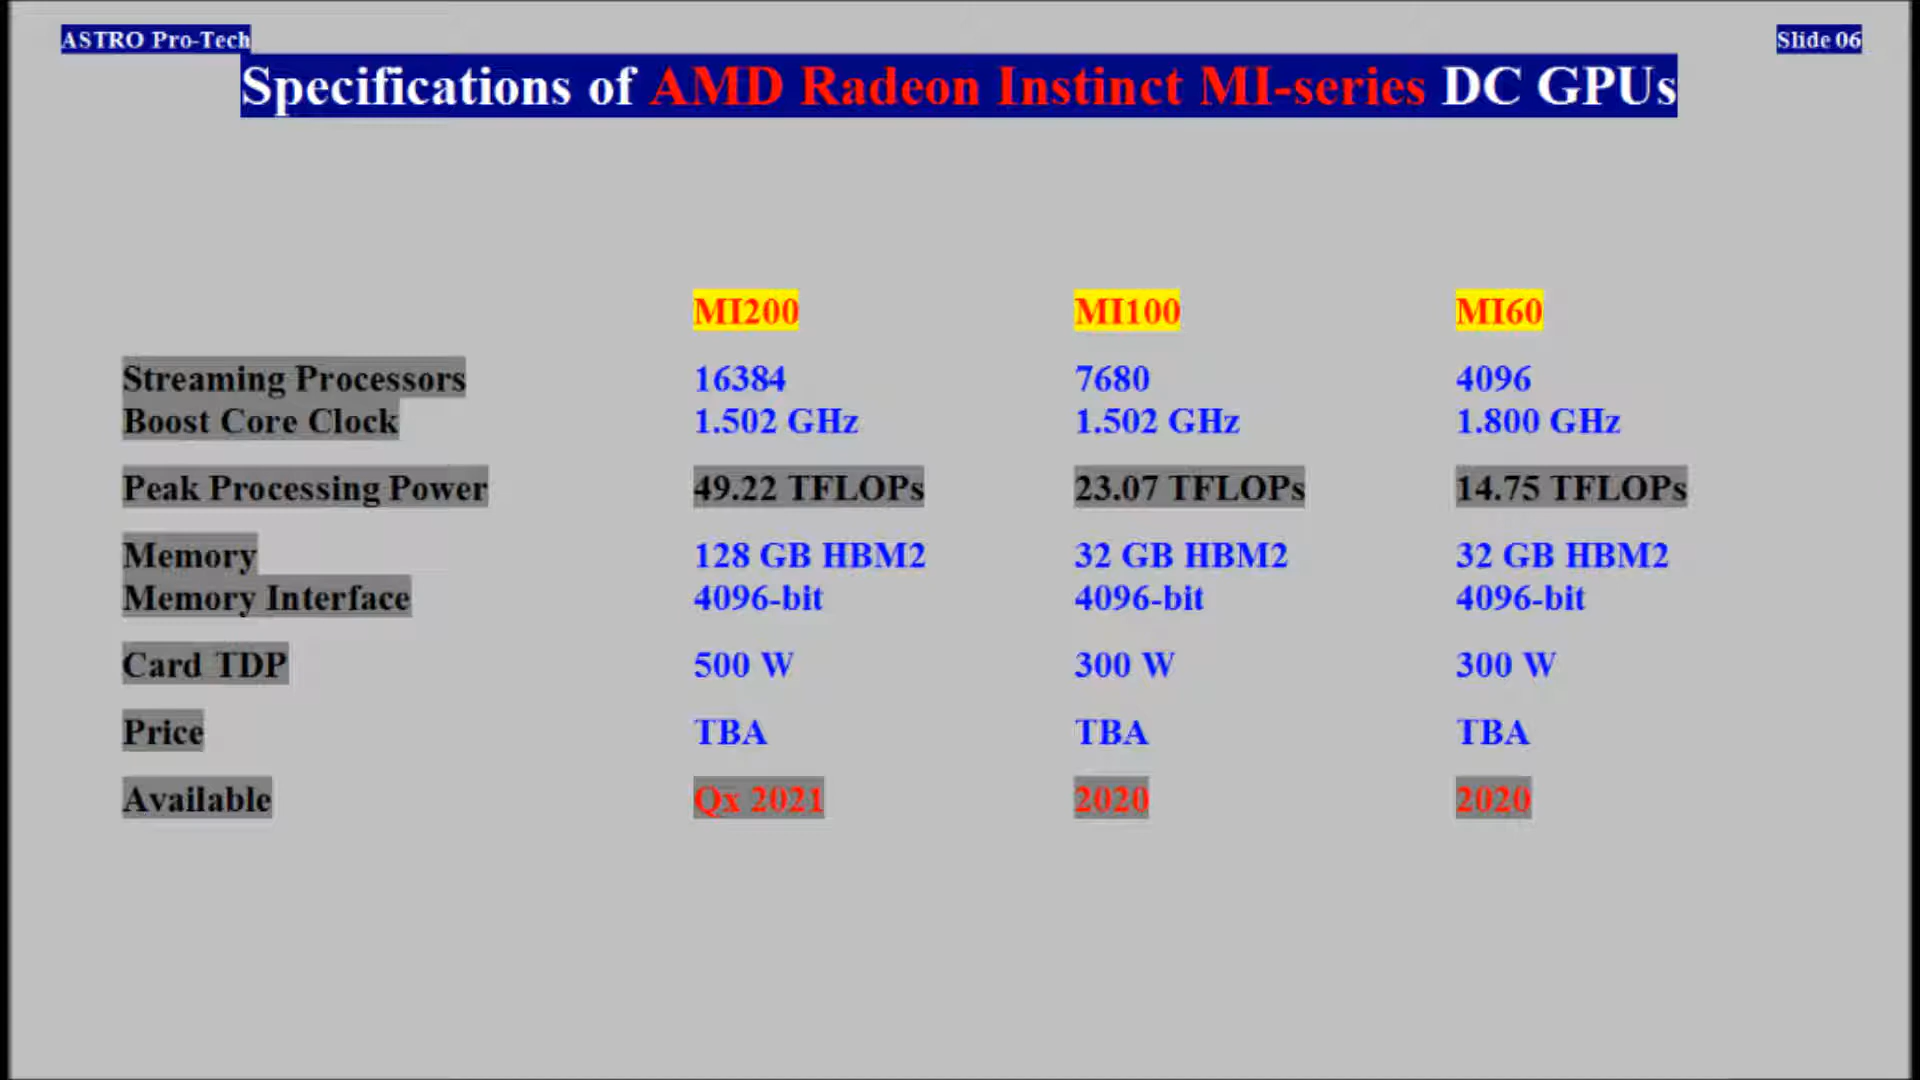 ASTRO Pro-Tech Slide 06
Specifications of AMD Radeon Instinct MI-series DC GPUs
MI200 MI100 MI60
Streaming Processors 16384 7680 4096
Boost Core Clock 1.502 GHz 1.502 GHz 1.800 GHz
Peak Processing Power 49.22 TFLOPs 23.07 TFLOPs 14.75 TFLOPs
Memory 128 GB HBM2 32 GB HBM2 32 GB HBM2
Memory Interface 4096-bit 4096-bit 4096-bit
Card TDP 500 W 300 W 300 W
Price TBA TBA TBA
Available Qx 2021 2020 2020